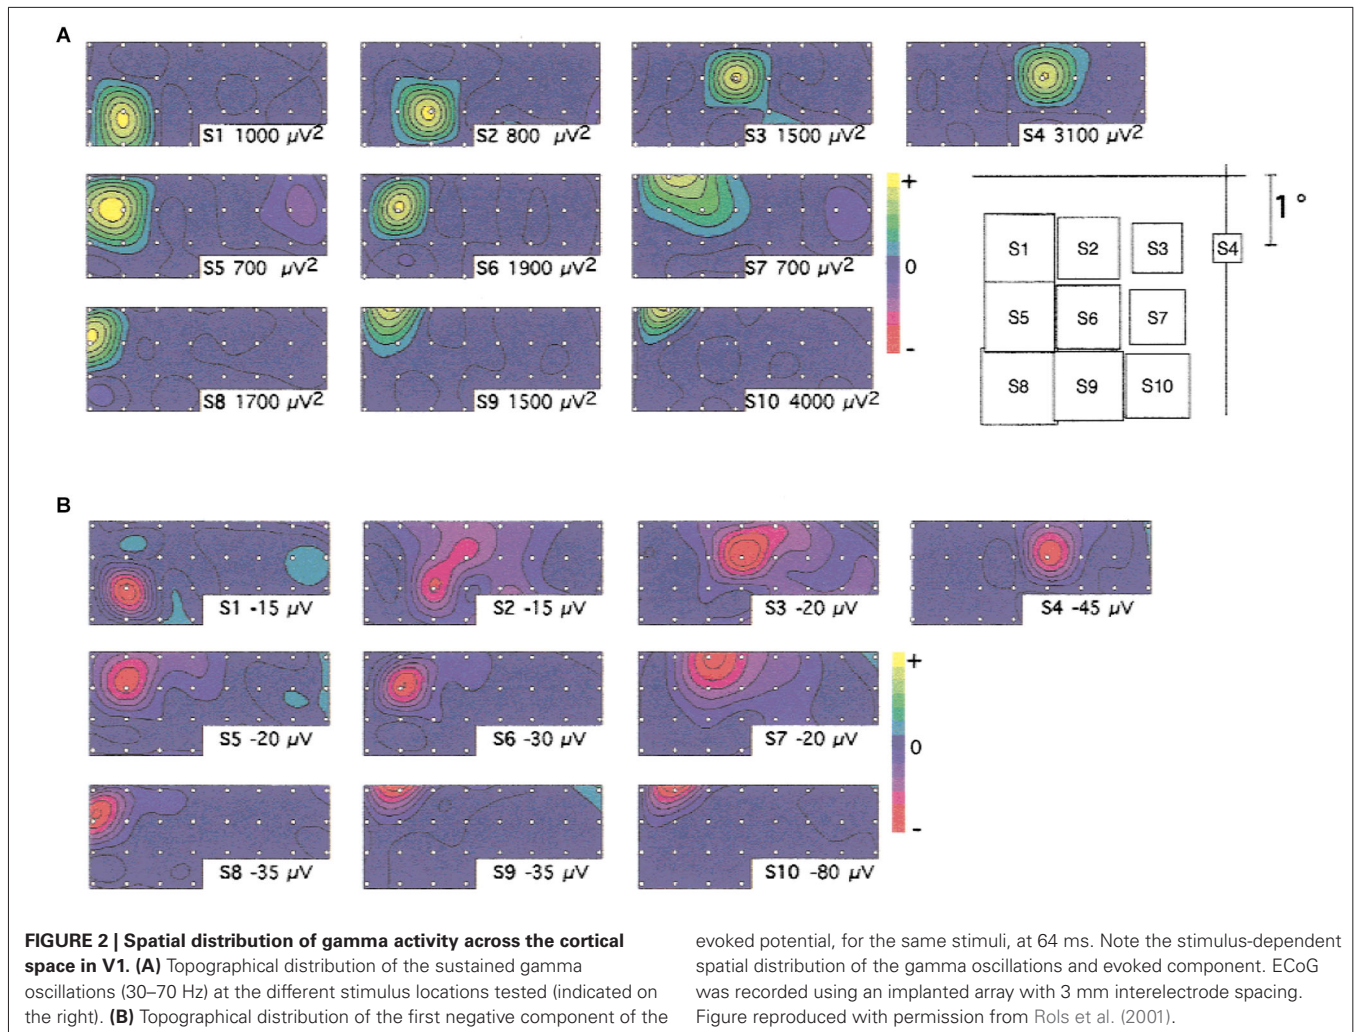 A
S1 1000 µV2
S2 800 µV2
S3 1500 µV2
S4 3100 µV2
S5 700 µV2
S6 1900 µV2
S7 700 µV2
+
0
-
S1 S2 S3 S4
1°
S5 S6 S7
S8 S9 S10
S8 1700 µV2
S9 1500 µV2
S10 4000 µV2
B
S1 -15 µV
S2 -15 µV
S3 -20 µV
S4 -45 µV
S5 -20 µV
S6 -30 µV
S7 -20 µV
+
0
-
S8 -35 µV
S9 -35 µV
S10 -80 µV
FIGURE 2 | Spatial distribution of gamma activity across the cortical
space in V1. (A) Topographical distribution of the sustained gamma
oscillations (30–70 Hz) at the different stimulus locations tested (indicated on
the right). (B) Topographical distribution of the first negative component of the
evoked potential, for the same stimuli, at 64 ms. Note the stimulus-dependent
spatial distribution of the gamma oscillations and evoked component. ECoG
was recorded using an implanted array with 3 mm interelectrode spacing.
Figure reproduced with permission from Rols et al. (2001).